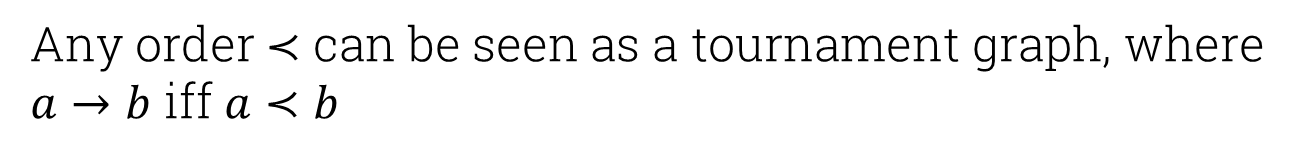 Any order ≺ can be seen as a tournament graph, where
a → b iff a ≺ b